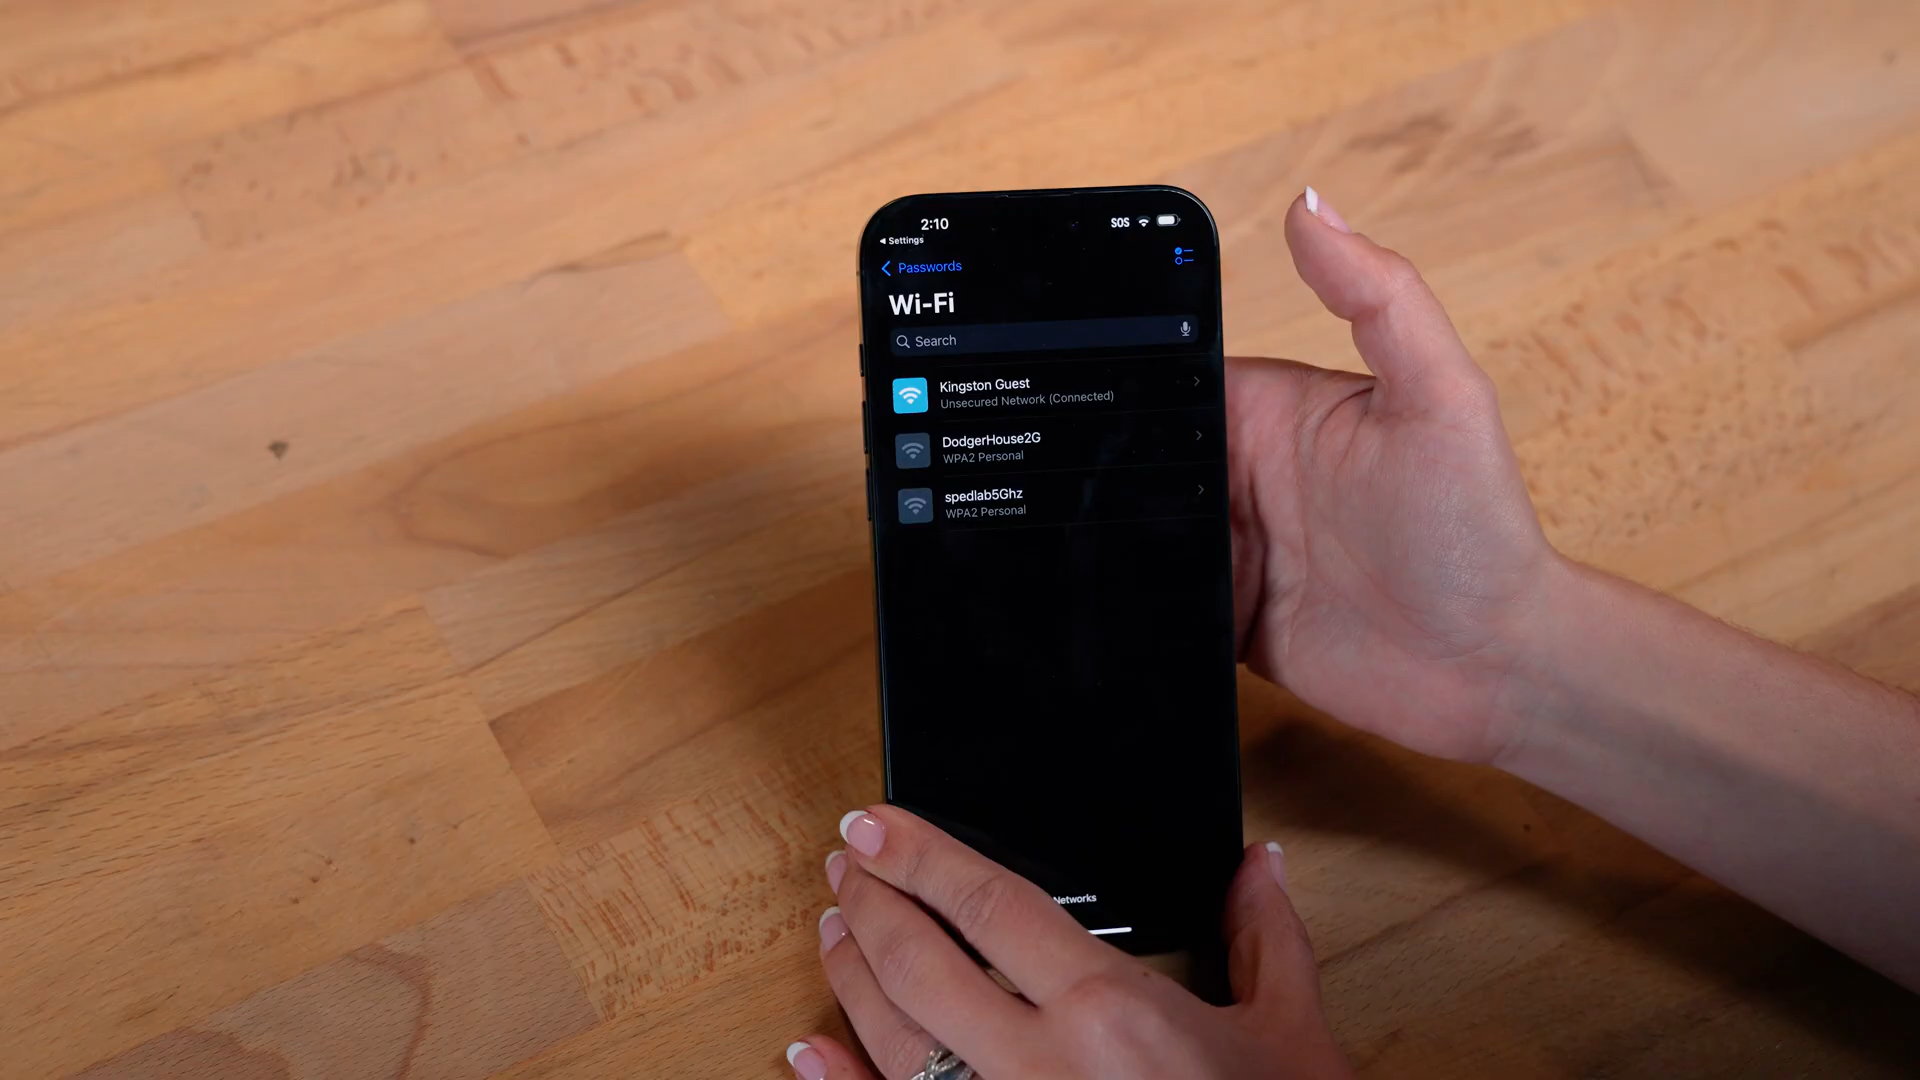 2:10 SOS
◀ Settings
Passwords
Wi-Fi
Search
Kingston Guest
Unsecured Network (Connected)
DodgerHouse2G
WPA2 Personal
spedlab5Ghz
WPA2 Personal
Networks